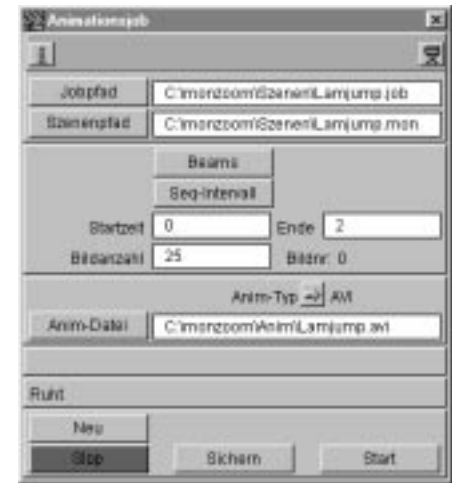 Animationsjob
Jobpfad C:\monzoom\Szenen\Lamjump.job
Szenenpfad C:\monzoom\Szenen\Lamjump.mon
Beams
Seq-Intervall
Startzeit 0 Ende 2
Bildanzahl 25 Bildnr: 0
Anim-Typ AVI
Anim-Datei C:\monzoom\Anim\Lamjump.avi
Ruht
Neu
Stop Sichern Start